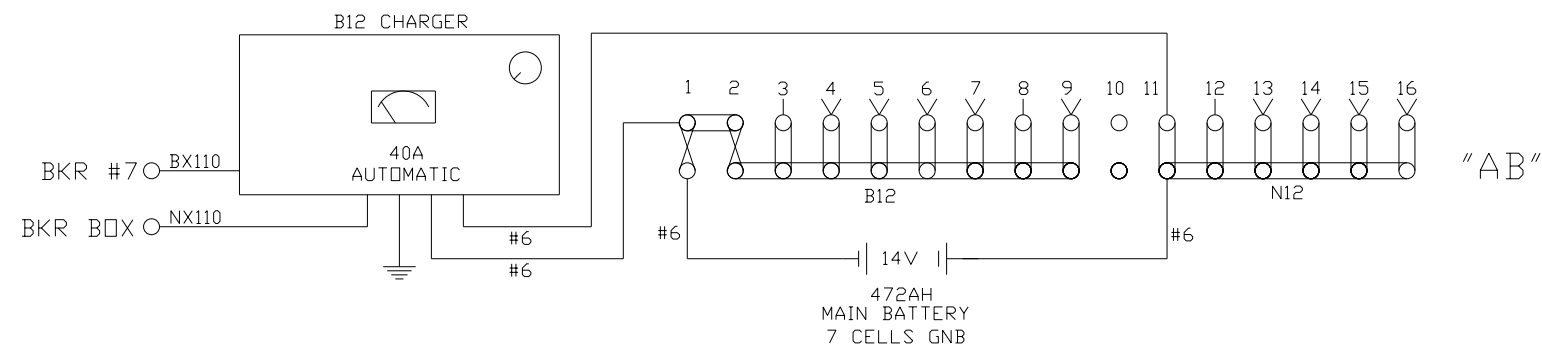 B12 CHARGER
1 2 3 4 5 6 7 8 9 10 11 12 13 14 15 16
40A
AUTOMATIC
BKR #7
BX110
"AB"
B12
N12
BKR BOX
NX110
#6
#6
#6
#6
14V
472AH
MAIN BATTERY
7 CELLS GNB